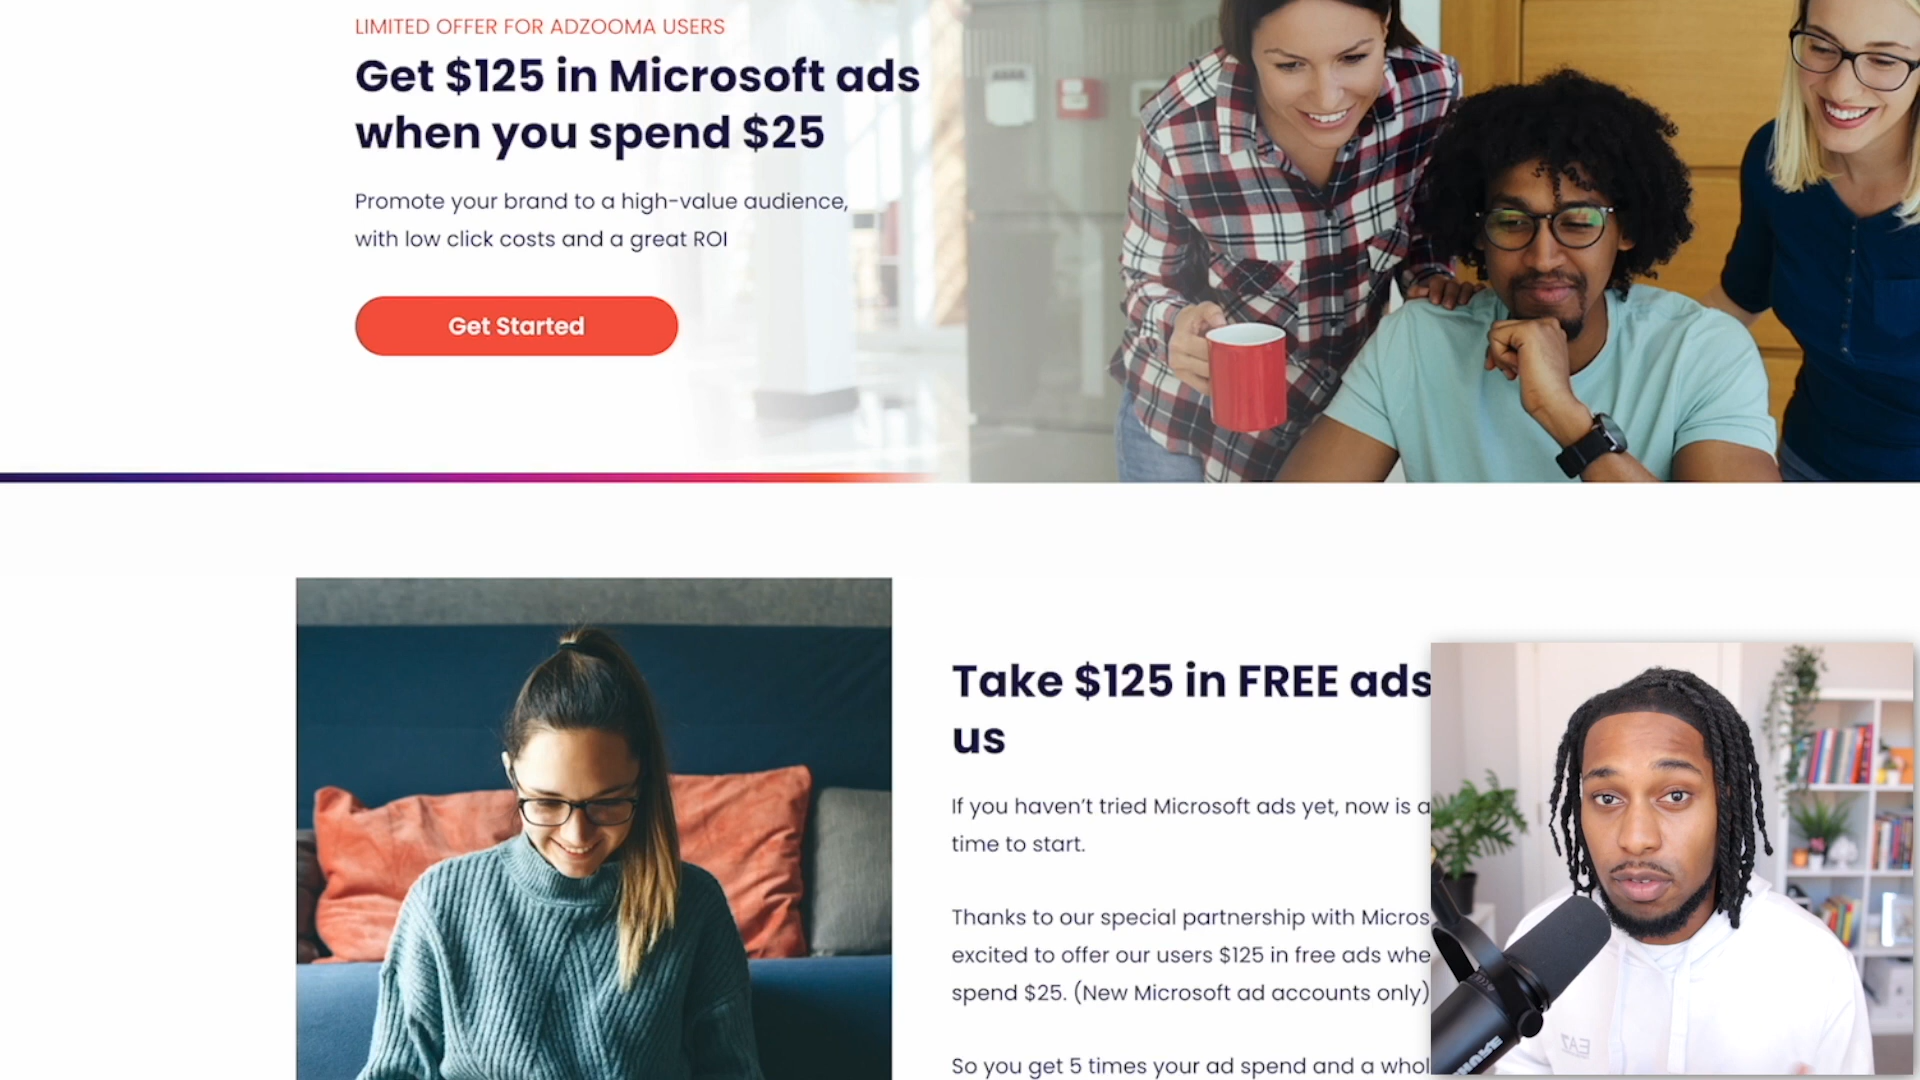 LIMITED OFFER FOR ADZOOMA USERS
Get $125 in Microsoft ads
when you spend $25
Promote your brand to a high-value audience,
with low click costs and a great ROI
Get Started
Take $125 in FREE ads
us
If you haven’t tried Microsoft ads yet, now is a
time to start.
Thanks to our special partnership with Micros
excited to offer our users $125 in free ads whe
spend $25. (New Microsoft ad accounts only)
So you get 5 times your ad spend and a whol
EA7